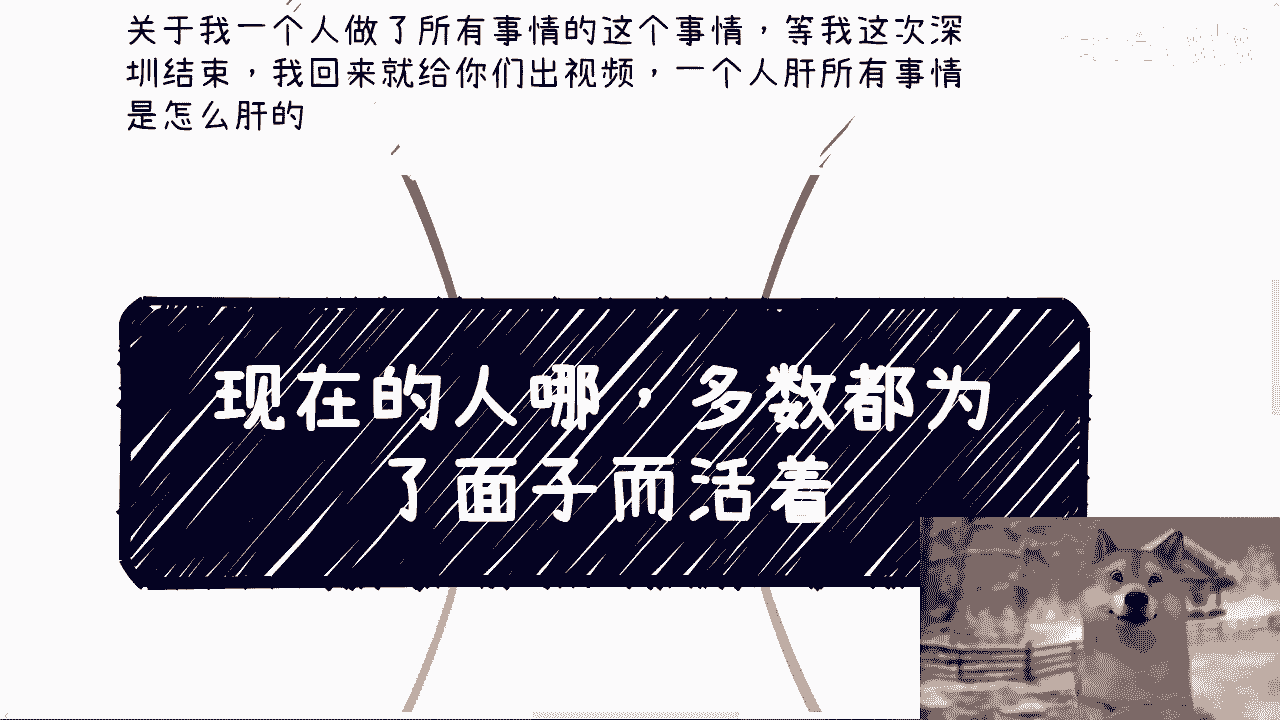 关于我一个人做了所有事情的这个事情，等我这次深
圳结束，我回来就给你们出视频，一个人肝所有事情
是怎么肝的
现在的人哪，多数都为
了面子而活着